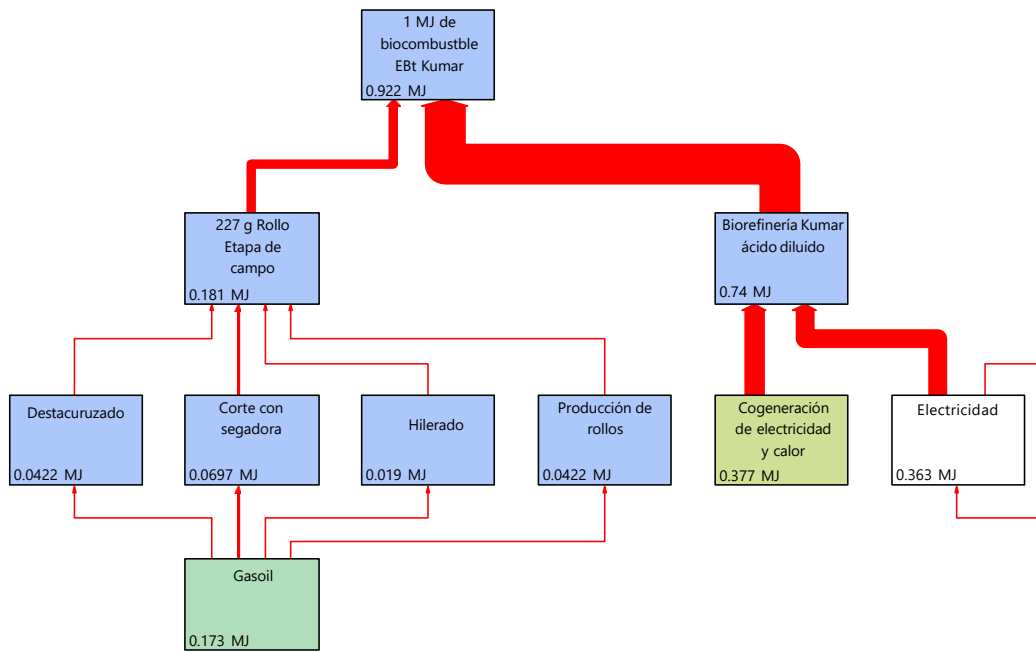 1 MJ de
biocombustble
EBt Kumar
0.922 MJ
227 g Rollo
Etapa de
campo
0.181 MJ
Biorefinería Kumar
ácido diluido
0.74 MJ
Destacuruzado
0.0422 MJ
Corte con
segadora
0.0697 MJ
Hilerado
0.019 MJ
Producción de
rollos
0.0422 MJ
Cogeneración
de electricidad
y calor
0.377 MJ
Electricidad
0.363 MJ
Gasoil
0.173 MJ